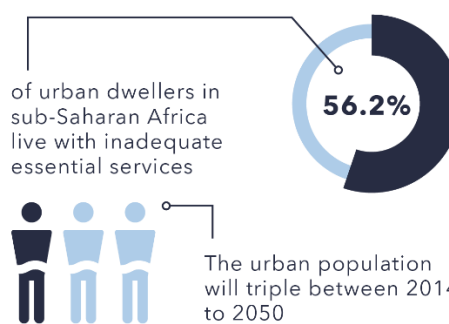 of urban dwellers in
sub-Saharan Africa
live with inadequate
essential services
56.2%
The urban population
will triple between 2014
to 2050